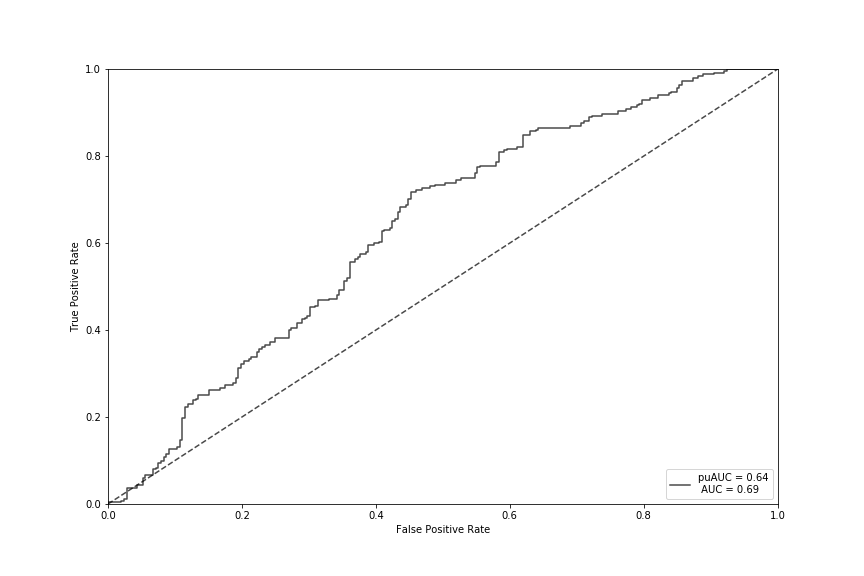 1.0
0.8
0.6
0.4
0.2
0.0
True Positive Rate
0.0 0.2 0.4 0.6 0.8 1.0
False Positive Rate
puAUC = 0.64
AUC = 0.69